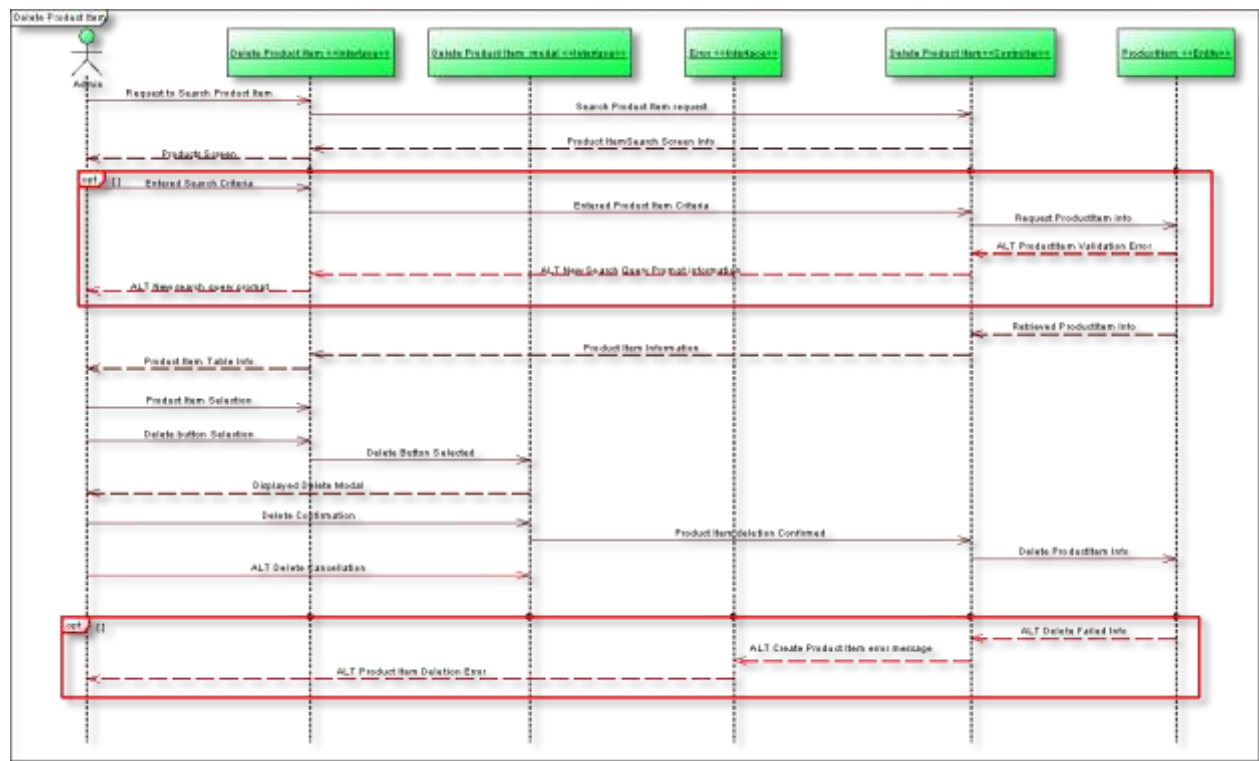 Delete Product Item
Delete Product Item <<Interface>>
Delete Product Item modal <<Interface>>
Error <<Interface>>
Delete Product Item<<Controller>>
ProductItem <<Entity>>
Admin
Request to Search Product Item
Search Product Item request
Product ItemSearch Screen Info
Products Screen
opt
[ ]
Entered Search Criteria
Entered Product Item Criteria
Request ProductItem info
ALT ProductItem Validation Error
ALT New Search Query Prompt information
ALT New search query prompt
Retrieved ProductItem Info
Product Item Information
Product Item Table Info
Product Item Selection
Delete button Selection
Delete Button Selected
Displayed Delete Modal
Delete Confirmation
Product Item deletion Confirmed
Delete ProductItem Info
ALT Delete Cancellation
opt
[ ]
ALT Delete Failed Info
ALT Create Product Item error message
ALT Product Item Deletion Error